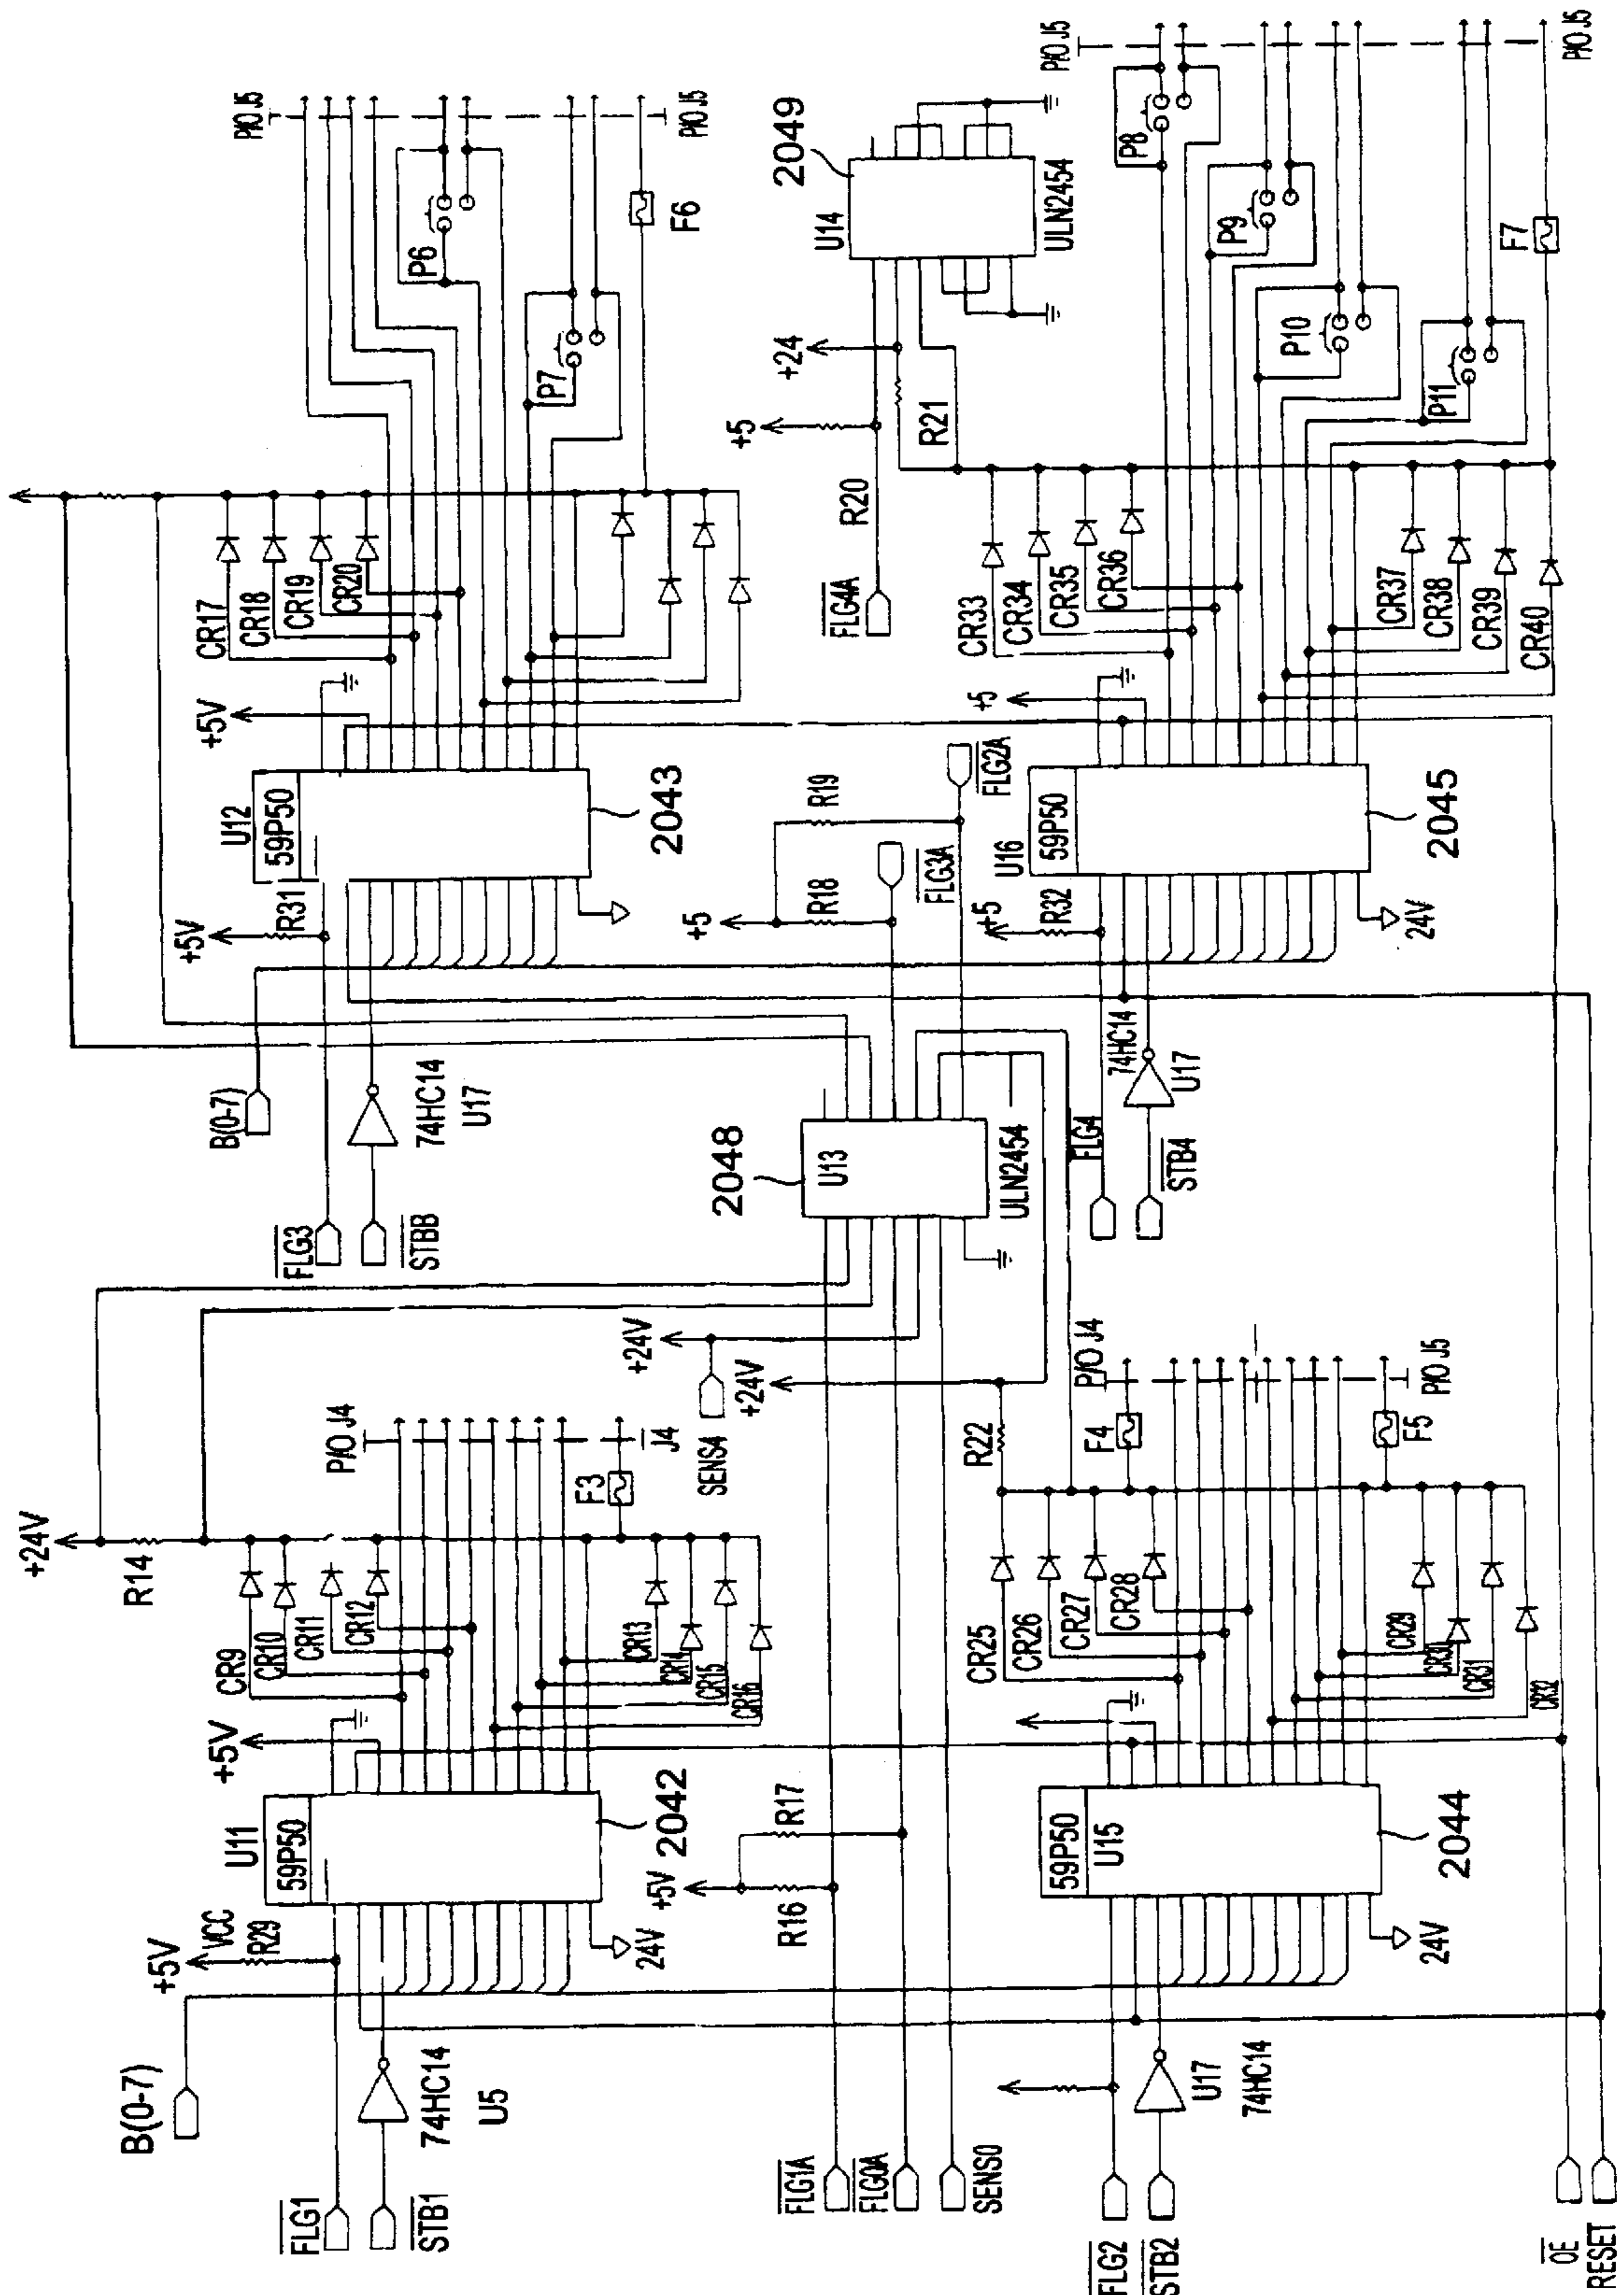 +24V
R14
+5V
VCC
R29
B(0-7)
U11
59P50
2042
+5V
24V
FLG1
STB1
74HC14
U5
CR9
CR10
CR11
CR12
CR13
CR14
CR15
CR16
P/O J4
J4
F3
+24V
SENS4
+24V
+5V
R16
R17
FLG1A
FLG0A
SENS0
2048
U13
ULN2454
FLG2
STB2
U17
74HC14
59P50
U15
2044
24V
R22
CR25
CR26
CR27
CR28
CR29
CR30
CR31
CR32
P/O J4
F4
F5
P/O J5
OE
RESET
B(0-7)
FLG3
STBB
74HC14
U17
+5V
R31
U12
59P50
2043
+5V
CR17
CR18
CR19
CR20
P/O J5
P6
P7
F6
P/O J5
+5
R18
R19
FLG3A
FLG2A
FLG4
STB4
74HC14
U17
+5
R32
U16
59P50
2045
24V
+5
FLG4A
R20
+5
+24
R21
U14
2049
ULN2454
CR33
CR34
CR35
CR36
CR37
CR38
CR39
CR40
P/O J5
P8
P9
P10
P11
F7
P/O J5